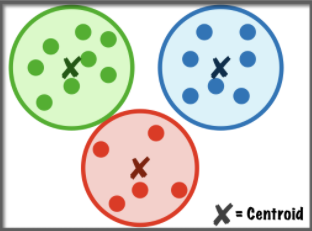 = Centroid